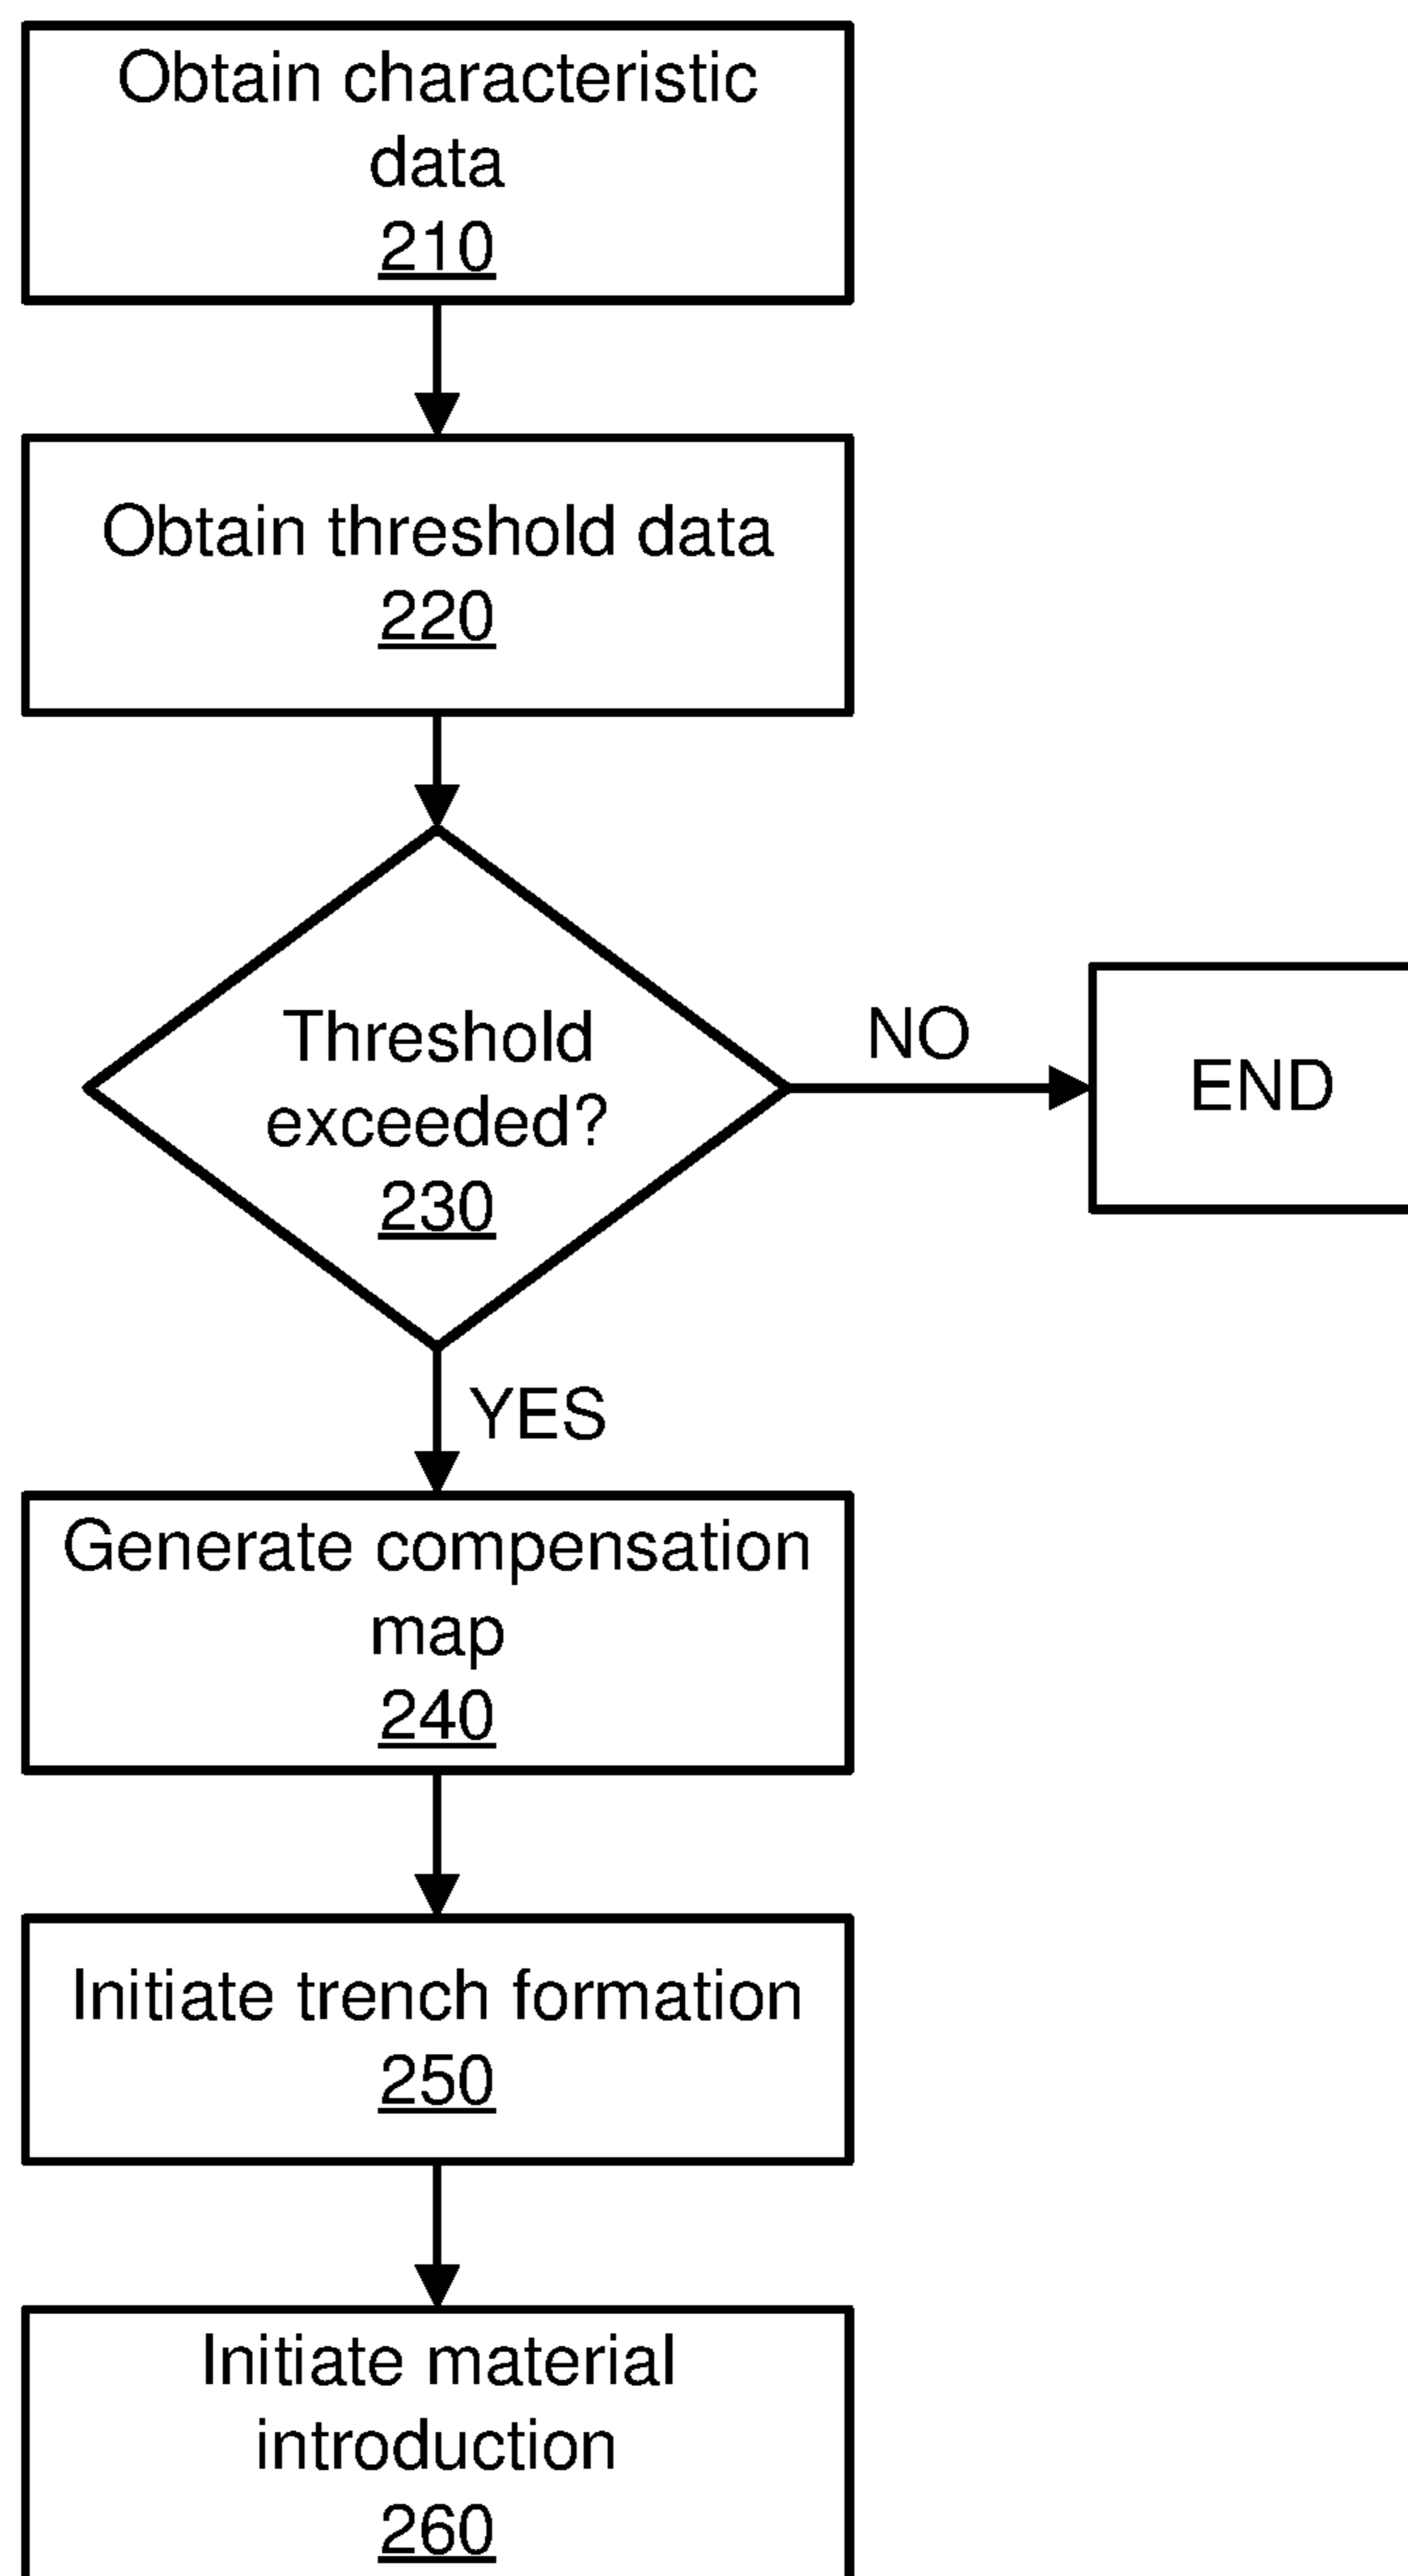 Obtain characteristic
data
210
Obtain threshold data
220
Threshold
exceeded?
230
NO
END
YES
Generate compensation
map
240
Initiate trench formation
250
Initiate material
introduction
260